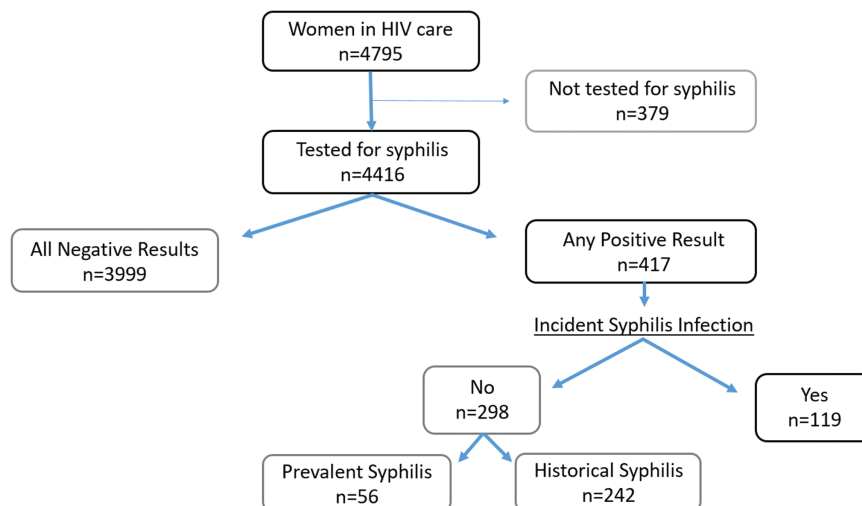 Women in HIV care
n=4795
Not tested for syphilis
n=379
Tested for syphilis
n=4416
All Negative Results
n=3999
Any Positive Result
n=417
Incident Syphilis Infection
No
n=298
Yes
n=119
Prevalent Syphilis
n=56
Historical Syphilis
n=242